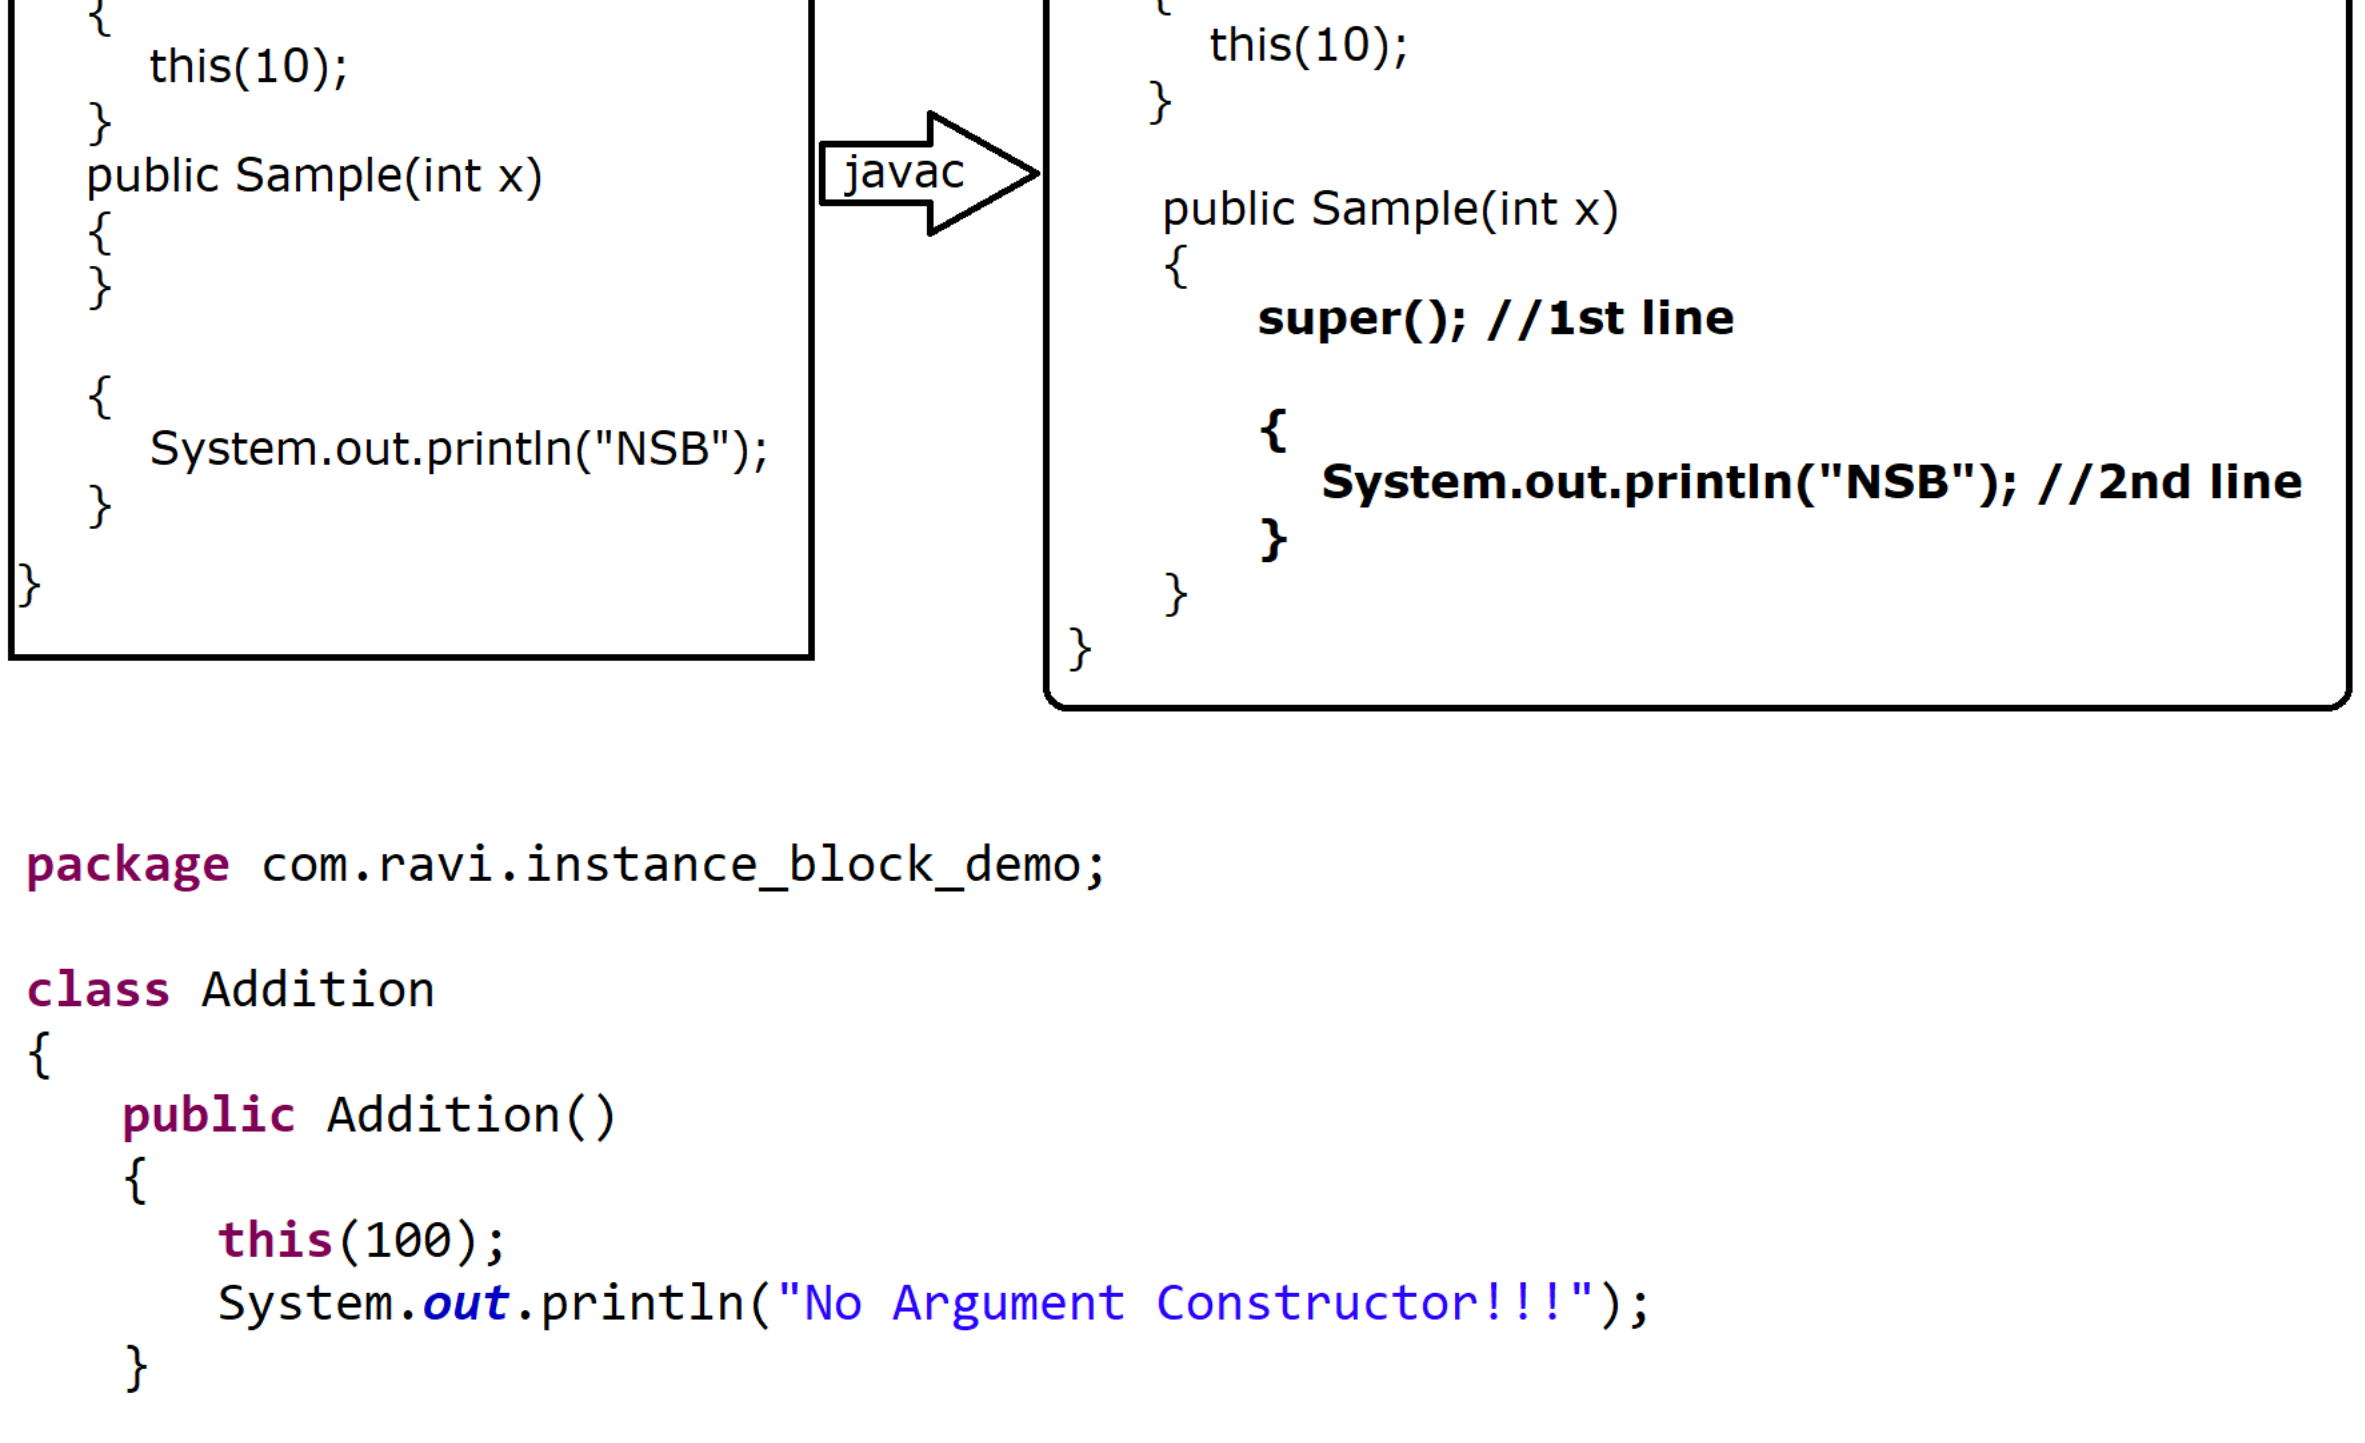 {
this(10);
}
public Sample(int x)
{
}
{
System.out.println("NSB");
}
}
javac
{
this(10);
}
public Sample(int x)
{
super(); //1st line
{
System.out.println("NSB"); //2nd line
}
}
}
package com.ravi.instance_block_demo;
class Addition
{
public Addition()
{
this(100);
System.out.println("No Argument Constructor!!!");
}